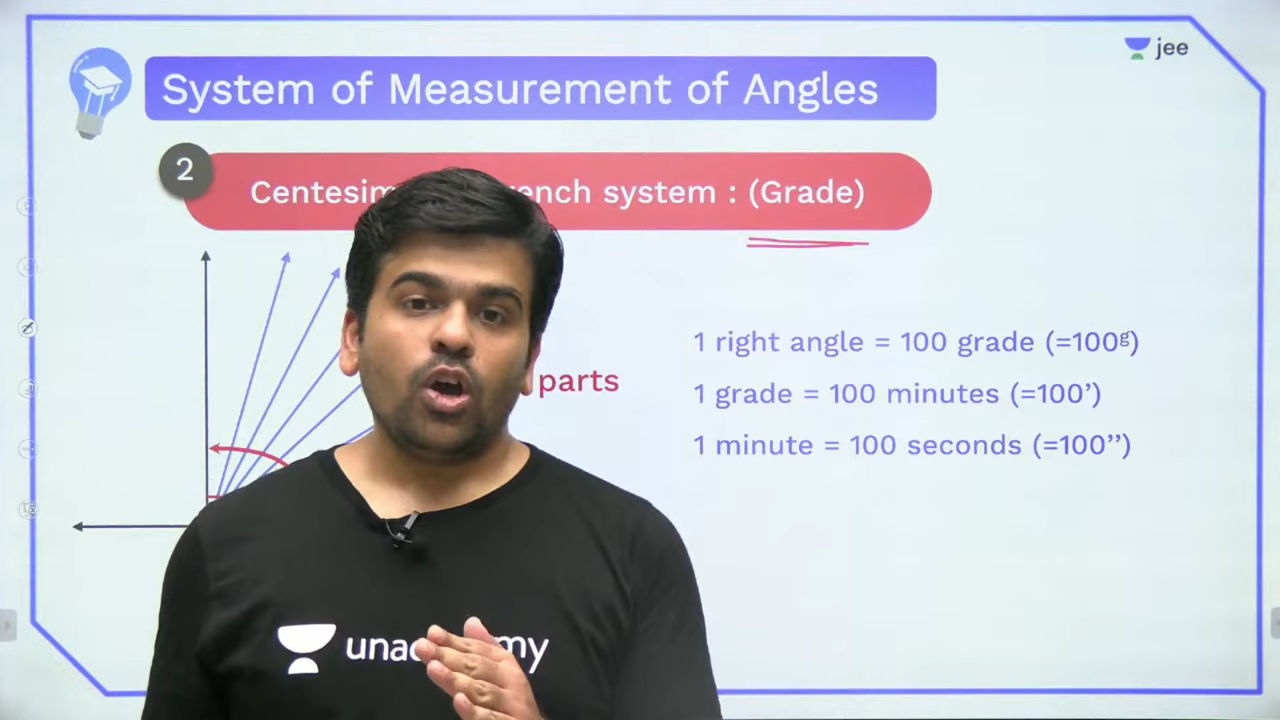 jee
System of Measurement of Angles
2
Centesim ench system : (Grade)
parts
1 right angle = 100 grade (=100ᵍ)
1 grade = 100 minutes (=100’)
1 minute = 100 seconds (=100’’)
una my